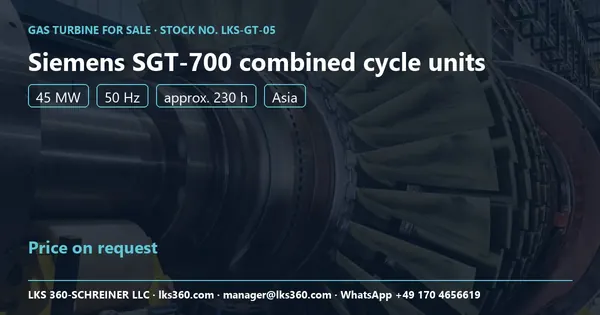 GAS TURBINE FOR SALE · STOCK NO. LKS-GT-05
Siemens SGT-700 combined cycle units
45 MW 50 Hz approx. 230 h Asia
Price on request
LKS 360-SCHREINER LLC · lks360.com · manager@lks360.com · WhatsApp +49 170 4656619